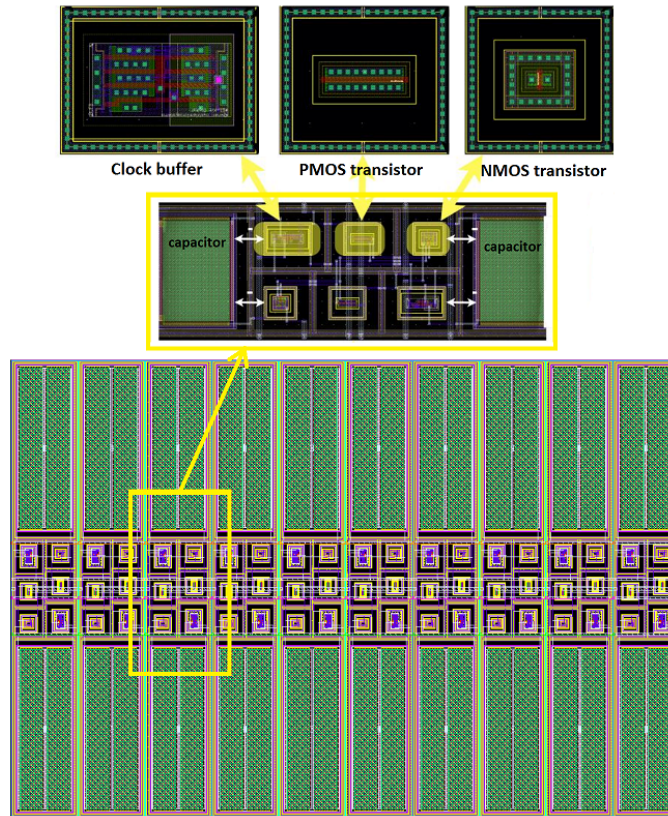 Clock buffer
PMOS transistor
NMOS transistor
capacitor
capacitor